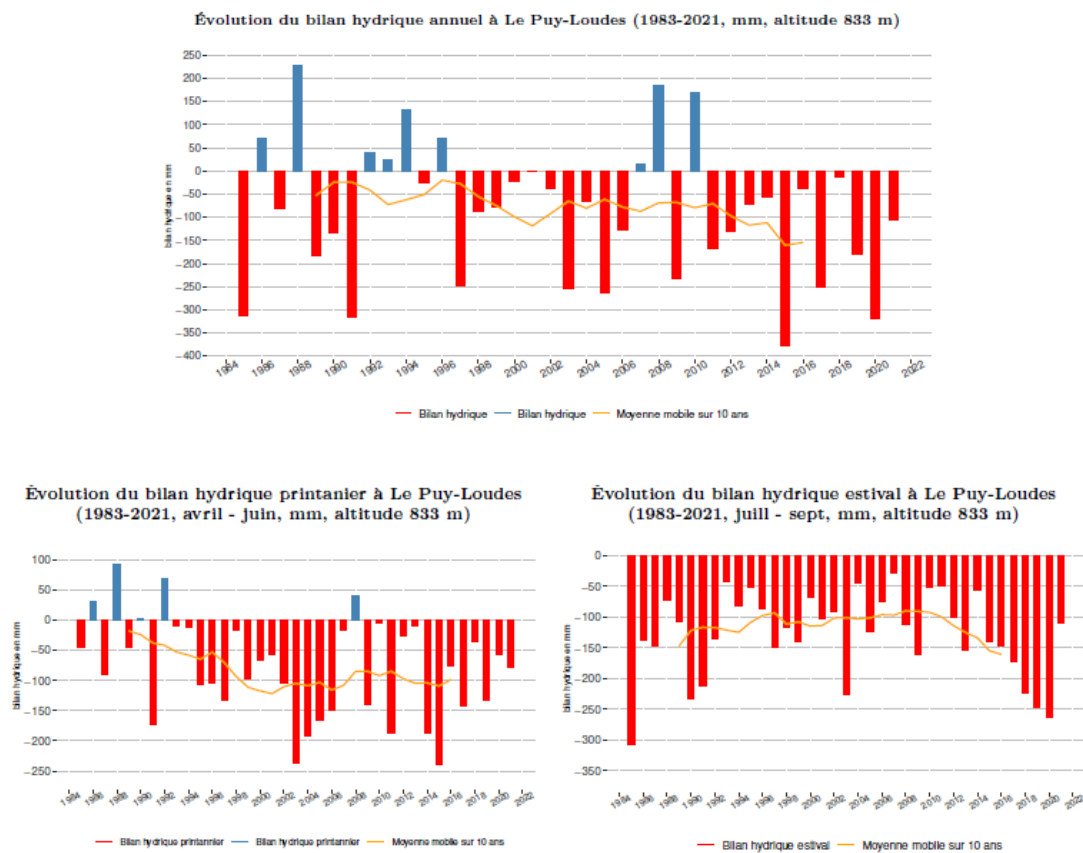 Évolution du bilan hydrique annuel à Le Puy-Loudes (1983-2021, mm, altitude 833 m)
bilan hydrique en mm
250
200
150
100
50
0
−50
−100
−150
−200
−250
−300
−350
−400
1984 1986 1988 1990 1992 1994 1996 1998 2000 2002 2004 2006 2008 2010 2012 2014 2016 2018 2020 2022
Bilan hydrique Bilan hydrique Moyenne mobile sur 10 ans
Évolution du bilan hydrique printanier à Le Puy-Loudes
(1983-2021, avril - juin, mm, altitude 833 m)
bilan hydrique en mm
100
50
0
−50
−100
−150
−200
−250
1984 1986 1988 1990 1992 1994 1996 1998 2000 2002 2004 2006 2008 2010 2012 2014 2016 2018 2020 2022
Bilan hydrique printannier Bilan hydrique printannier Moyenne mobile sur 10 ans
Évolution du bilan hydrique estival à Le Puy-Loudes
(1983-2021, juill - sept, mm, altitude 833 m)
bilan hydrique en mm
0
−50
−100
−150
−200
−250
−300
−350
1984 1986 1988 1990 1992 1994 1996 1998 2000 2002 2004 2006 2008 2010 2012 2014 2016 2018 2020 2022
Bilan hydrique estival Moyenne mobile sur 10 ans